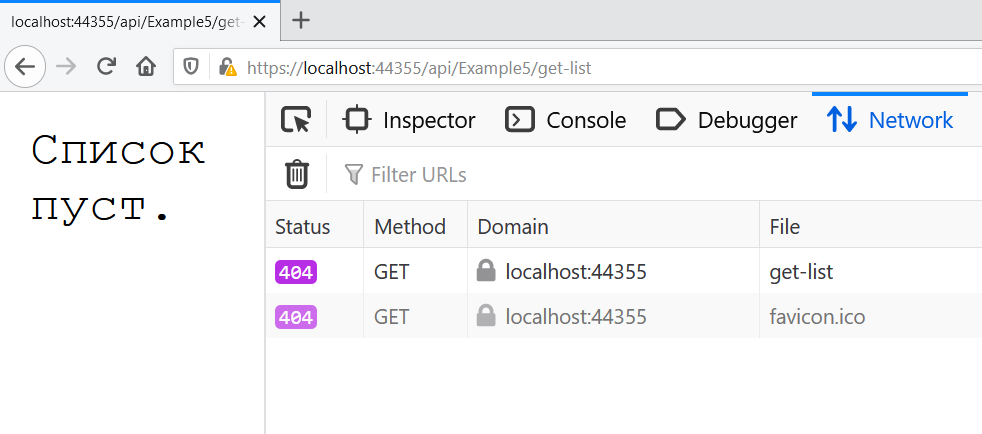 localhost:44355/api/Example5/get-
https://localhost:44355/api/Example5/get-list
Список
пуст.
Inspector Console Debugger Network
Filter URLs
Status Method Domain File
404 GET localhost:44355 get-list
404 GET localhost:44355 favicon.ico